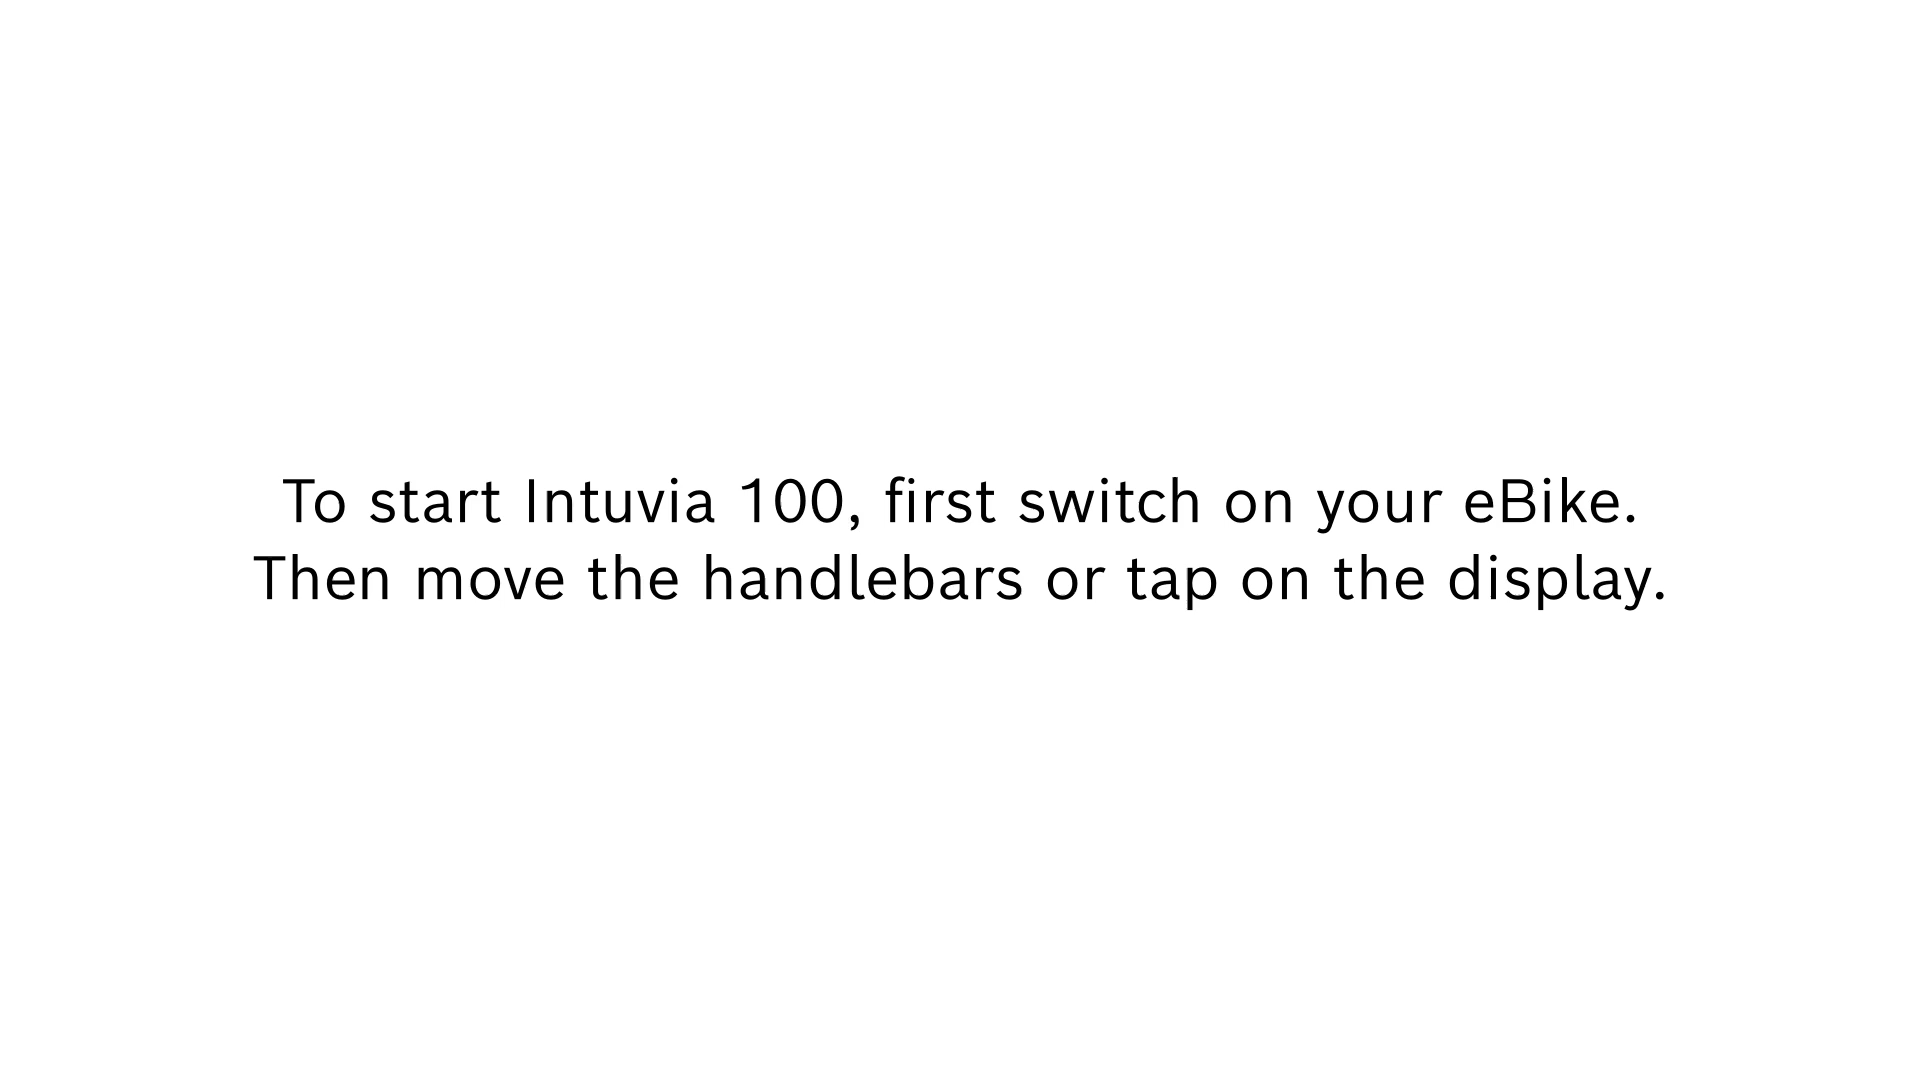 To start Intuvia 100, first switch on your eBike.
Then move the handlebars or tap on the display.